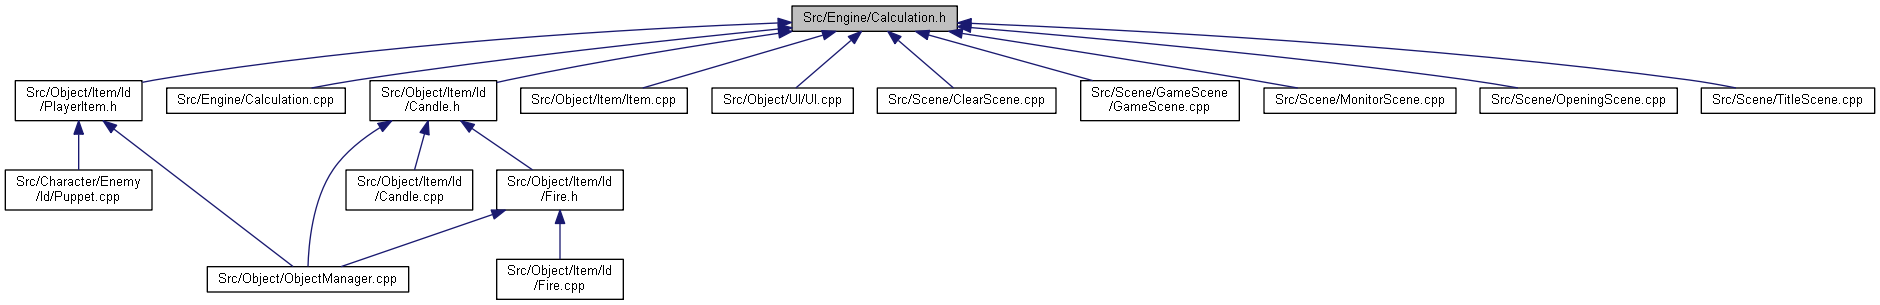 Src/Engine/Calculation.h
Src/Object/Item/Id
/PlayerItem.h
Src/Engine/Calculation.cpp
Src/Object/Item/Id
/Candle.h
Src/Object/Item/Item.cpp
Src/Object/UI/UI.cpp
Src/Scene/ClearScene.cpp
Src/Scene/GameScene
/GameScene.cpp
Src/Scene/MonitorScene.cpp
Src/Scene/OpeningScene.cpp
Src/Scene/TitleScene.cpp
Src/Character/Enemy
/Id/Puppet.cpp
Src/Object/Item/Id
/Candle.cpp
Src/Object/Item/Id
/Fire.h
Src/Object/ObjectManager.cpp
Src/Object/Item/Id
/Fire.cpp